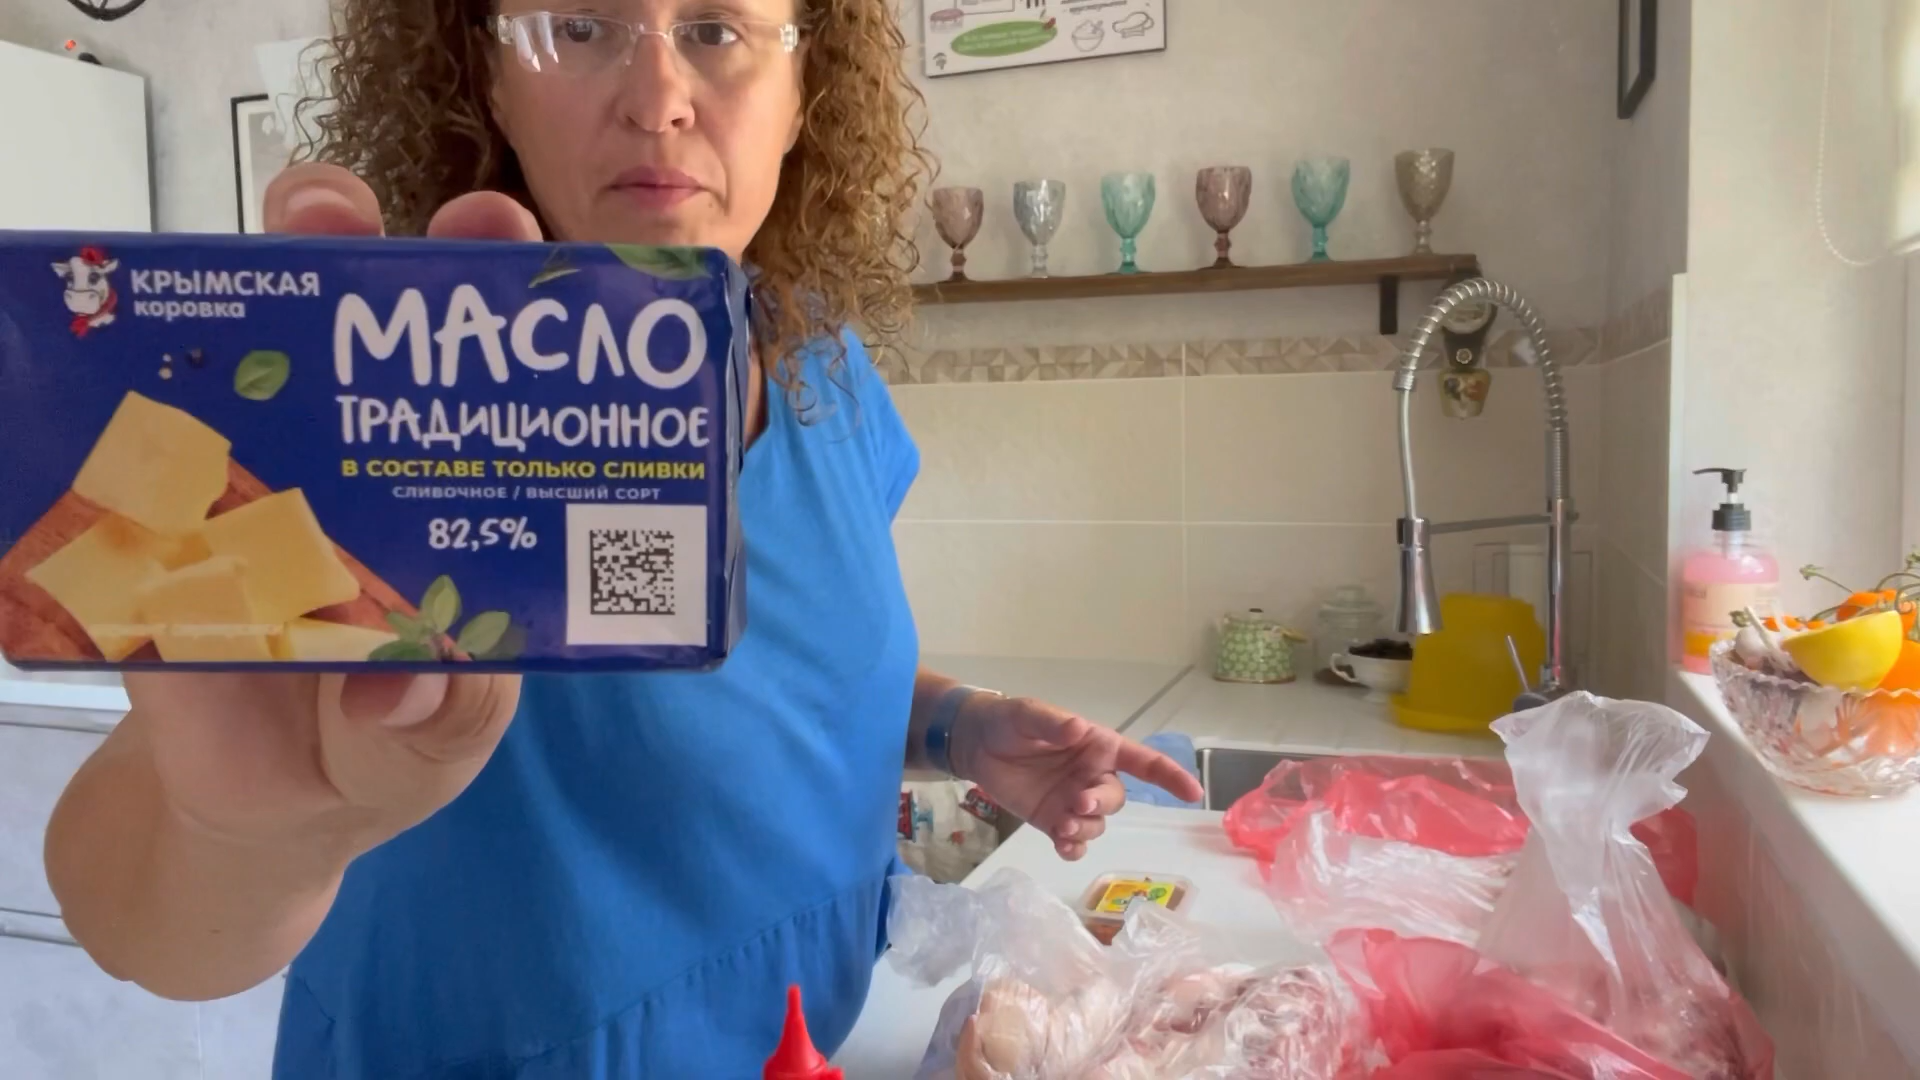 КРЫМСКАЯ
коровка
МАСЛО
ТРАДИЦИОННОЕ
В СОСТАВЕ ТОЛЬКО СЛИВКИ
СЛИВОЧНОЕ / ВЫСШИЙ СОРТ
82,5%